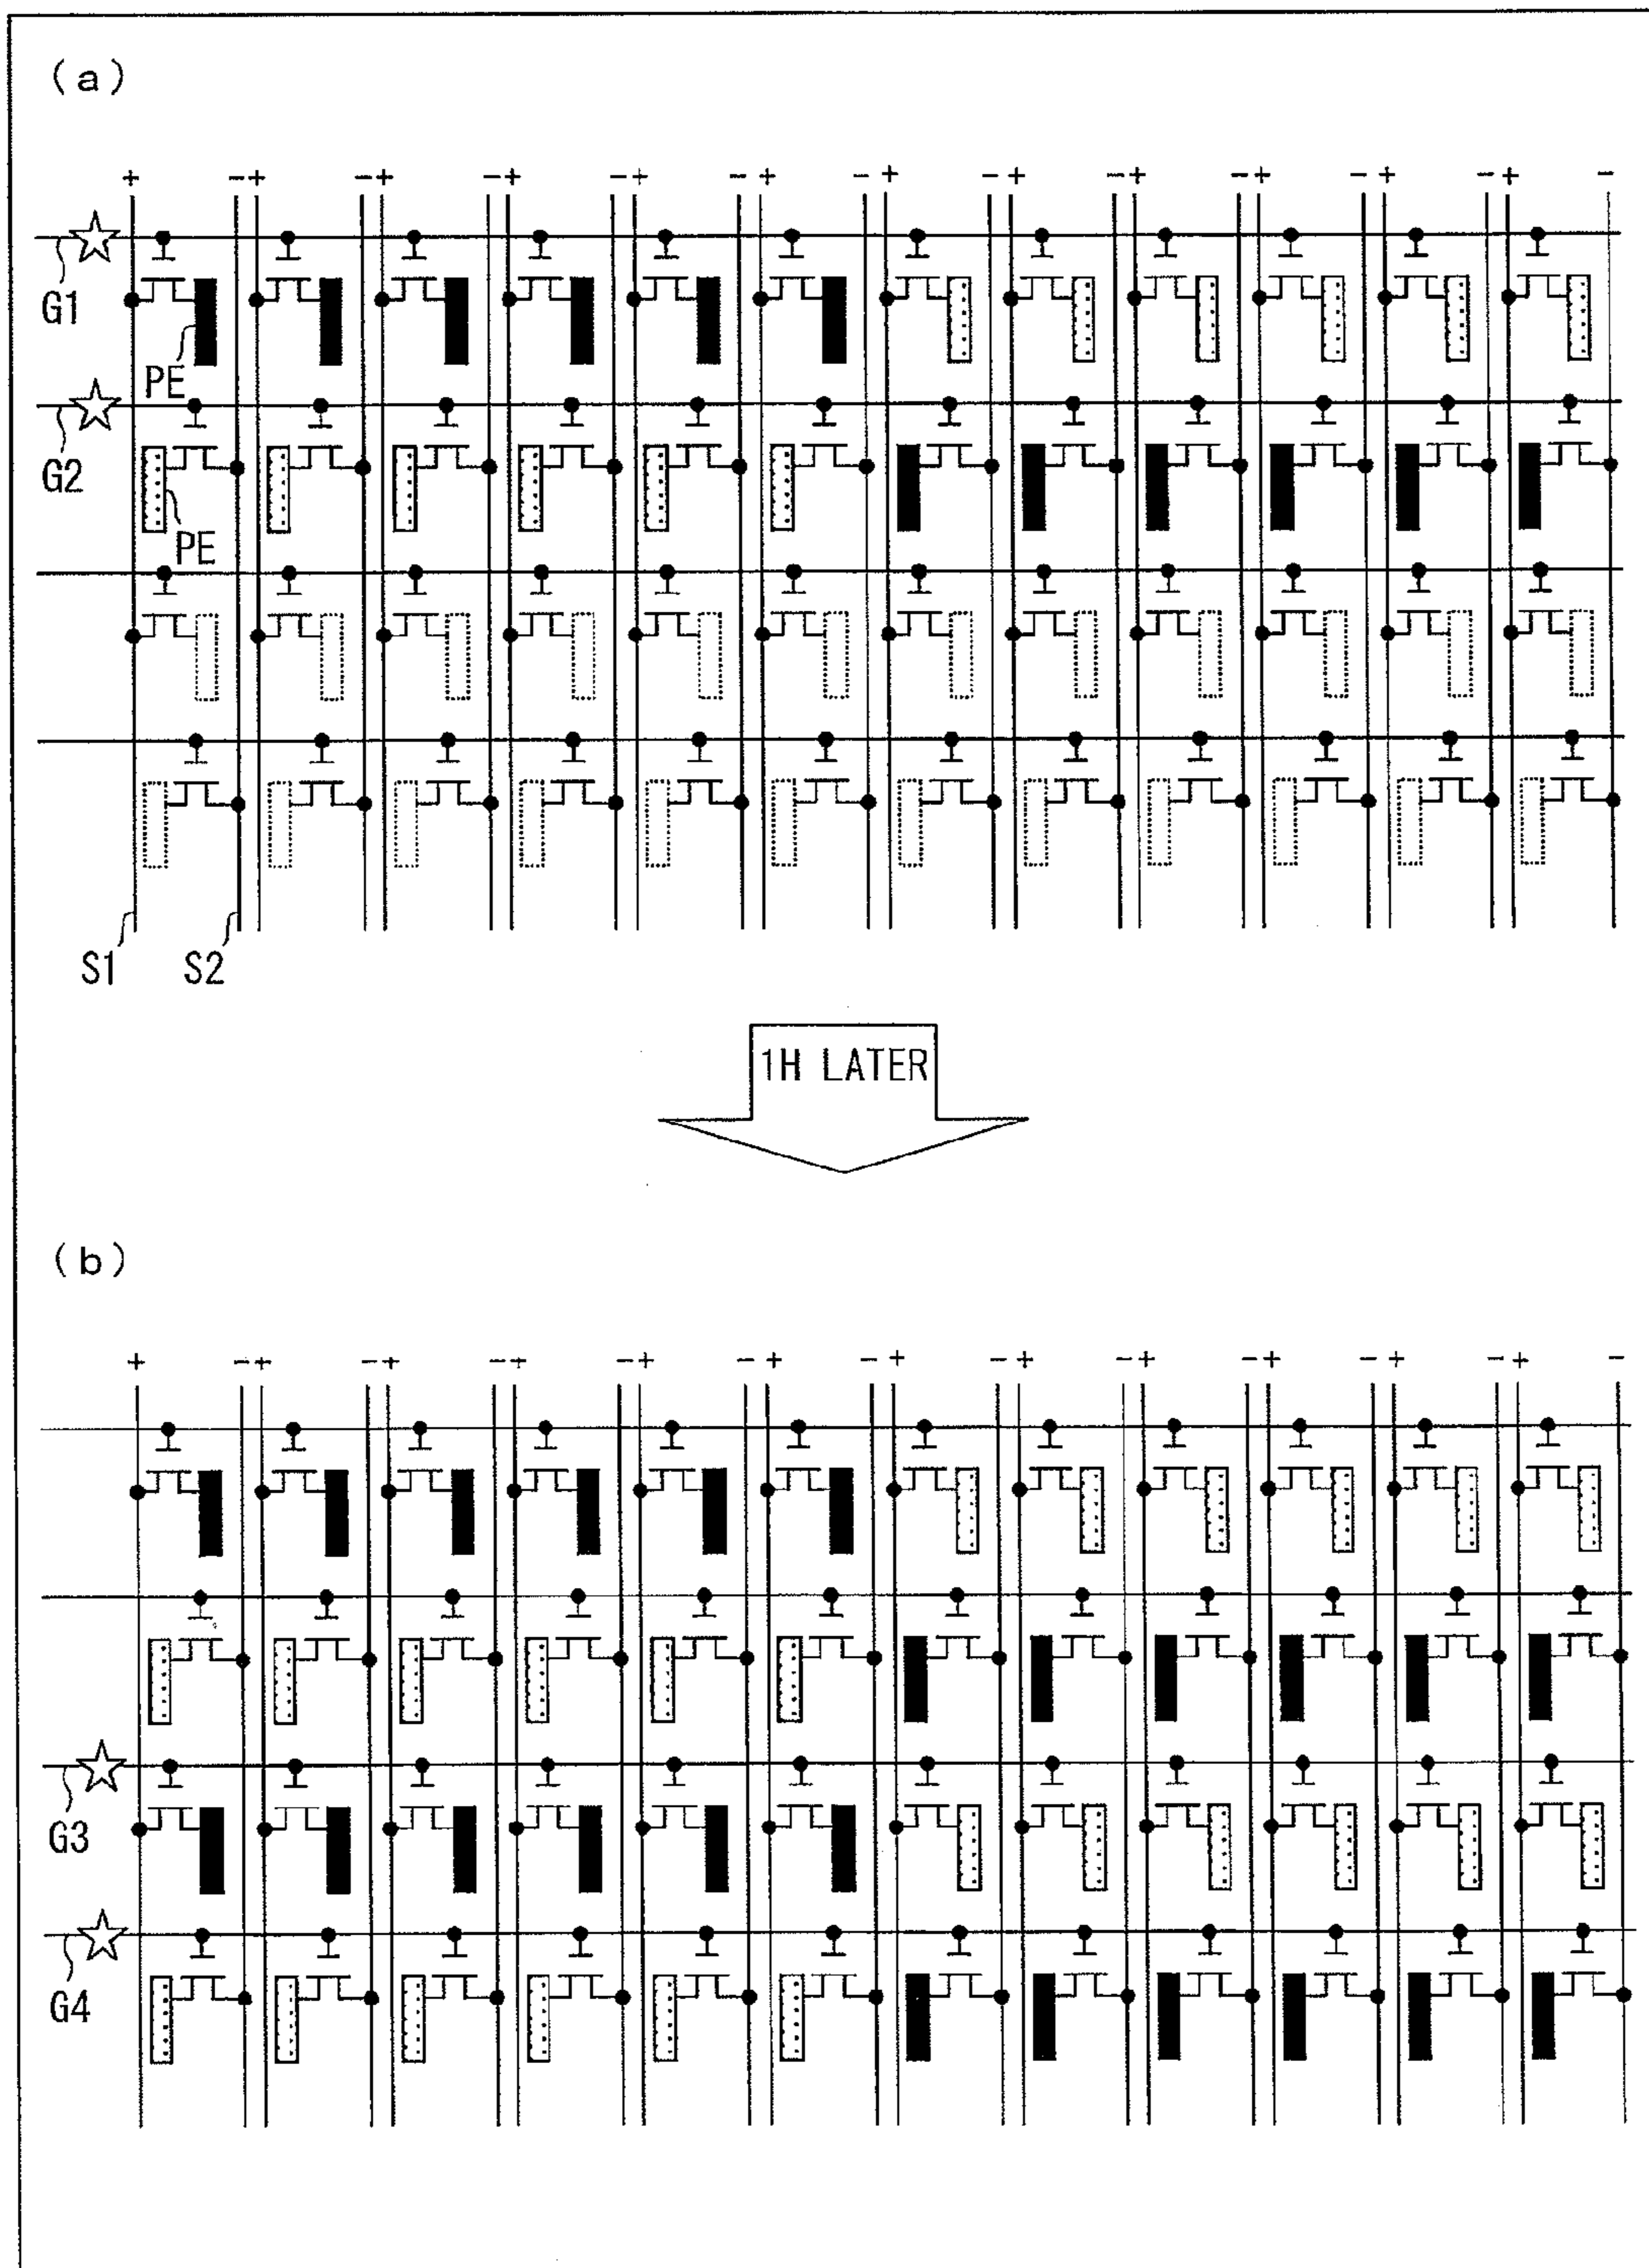 (a)
+ -+ -+ -+ -+ -+ -+ -+ -+ -+ -+ -+ -
G1
PE
G2
PE
S1 S2
1H LATER
(b)
+ -+ -+ -+ -+ -+ -+ -+ -+ -+ -+ -+ -
G3
G4